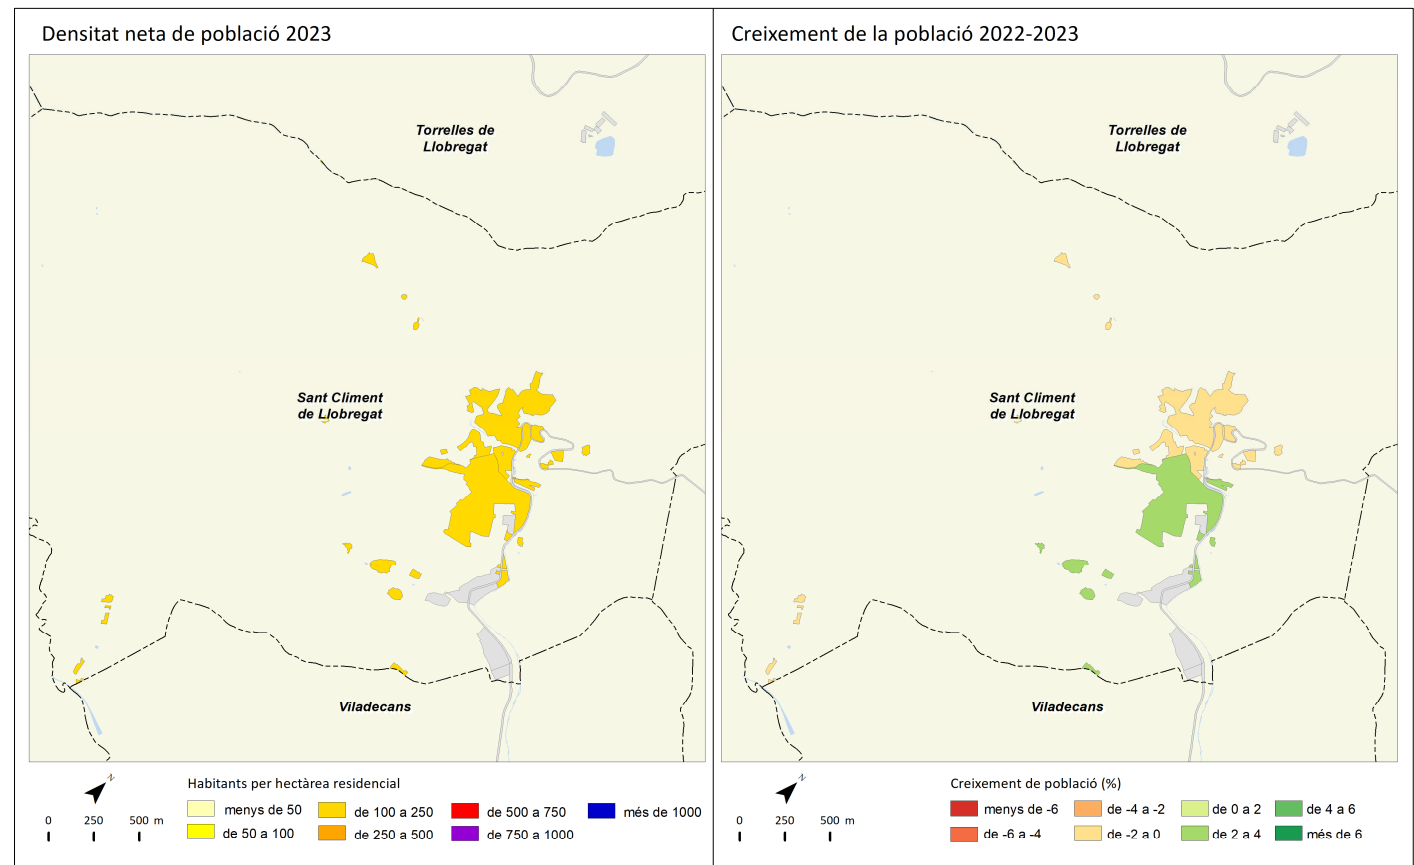 Densitat neta de població 2023
Torrelles de
Llobregat
Sant Climent
de Llobregat
Viladecans
N
0 250 500 m
Habitants per hectàrea residencial
menys de 50
de 50 a 100
de 100 a 250
de 250 a 500
de 500 a 750
de 750 a 1000
més de 1000
Creixement de la població 2022-2023
Torrelles de
Llobregat
Sant Climent
de Llobregat
Viladecans
N
0 250 500 m
Creixement de població (%)
menys de -6
de -6 a -4
de -4 a -2
de -2 a 0
de 0 a 2
de 2 a 4
de 4 a 6
més de 6